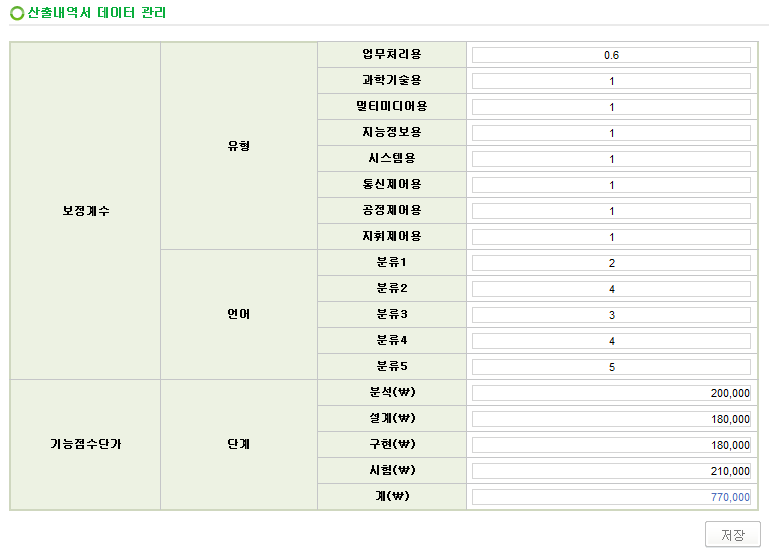 산출내역서 데이터 관리
업무처리용 0.6
과학기술용 1
멀티미디어용 1
유형 지능정보용 1
시스템용 1
통신제어용 1
보정계수 공정제어용 1
지휘제어용 1
분류1 2
분류2 4
언어 분류3 3
분류4 4
분류5 5
분석(₩) 200,000
설계(₩) 180,000
기능점수단가 단계 구현(₩) 180,000
시험(₩) 210,000
계(₩) 770,000
저장